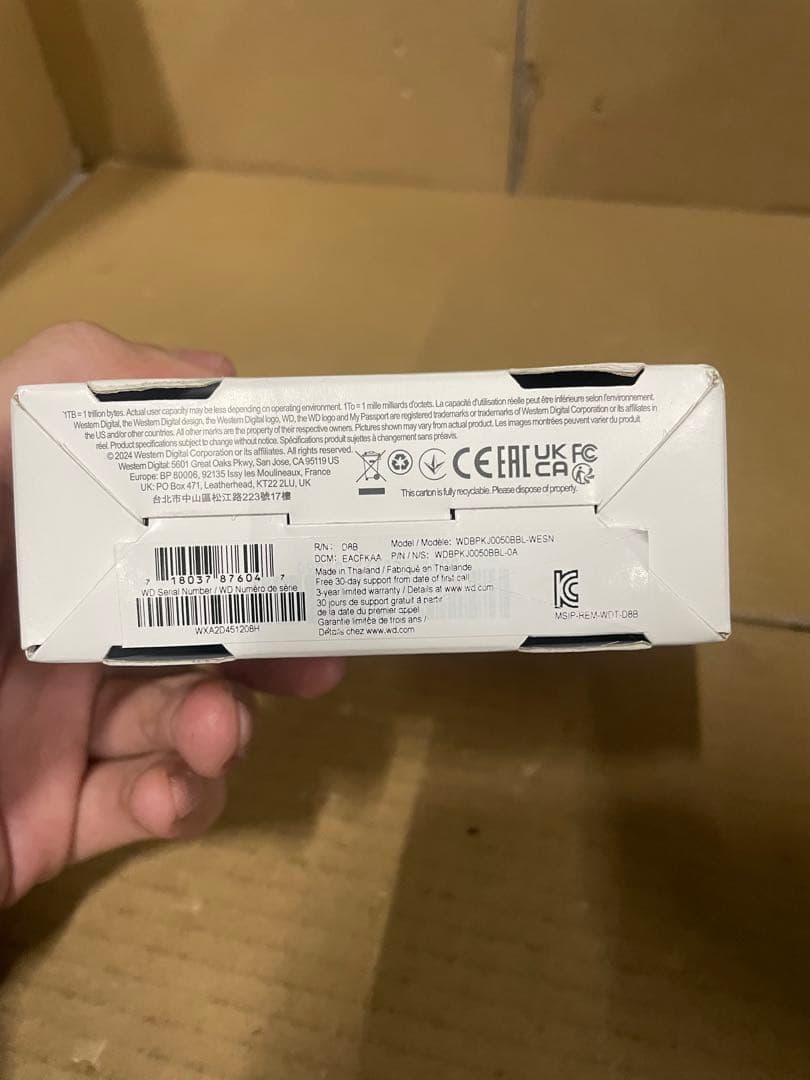 1TB = 1 trillion bytes. Actual user capacity may be less depending on operating environment. 1To = 1 mille milliards d'octets. La capacité d'utilisation réelle peut être inférieure selon l'environnement.
Western Digital, the Western Digital design, the Western Digital logo, WD, the WD logo and My Passport are registered trademarks or trademarks of Western Digital Corporation or its affiliates in
the US and/or other countries. All other marks are the property of their respective owners. Pictures shown may vary from actual product. Les images montrées peuvent varier du produit
réel. Product specifications subject to change without notice. Spécifications produit sujettes à changement sans préavis.
© 2024 Western Digital Corporation or its affiliates. All rights reserved.
Western Digital: 5601 Great Oaks Pkwy, San Jose, CA 95119 US
Europe: BP 80006, 92135 Issy les Moulineaux, France
UK: PO Box 471, Leatherhead, KT22 2LU, UK
台北市中山區松江路223號17樓
CE EAC UK CA FC
This carton is fully recyclable. Please dispose of properly.
7 18037 87604 7
WD Serial Number / WD Numéro de série
WXA2D45120BH
R/N: D8B
Model / Modèle: WDBPKJ0050BBL-WESN
DCM: EACFKAA
P/N / N/S: WDBPKJ0050BBL-0A
Made in Thailand / Fabriqué en Thaïlande
Free 30-day support from date of first call
3-year limited warranty / Details at www.wd.com
30 jours de support gratuit à partir
de la date du premier appel
Garantie limitée de trois ans /
Détails chez www.wd.com
MSIP-REM-WDT-D8B